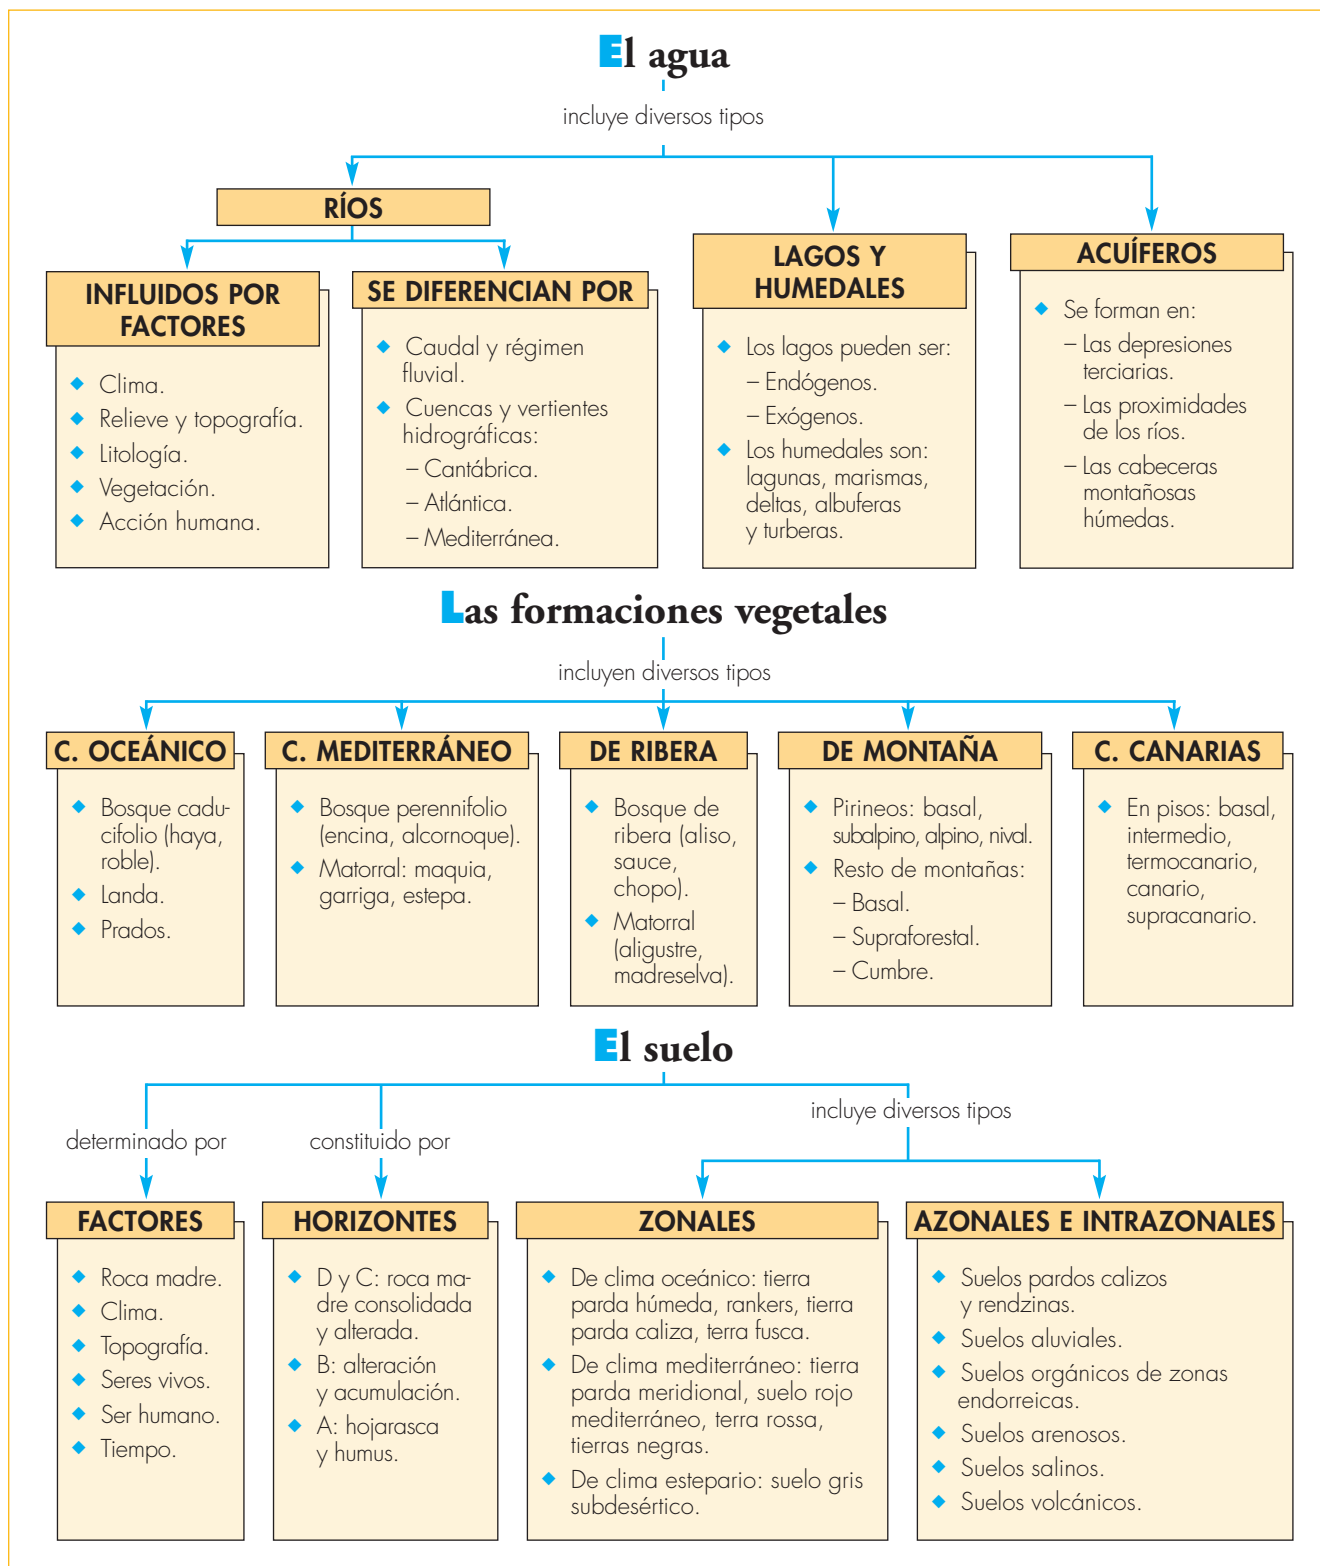 El agua
incluye diversos tipos
RÍOS
INFLUIDOS POR
FACTORES
◆ Clima.
◆ Relieve y topografía.
◆ Litología.
◆ Vegetación.
◆ Acción humana.
SE DIFERENCIAN POR
◆ Caudal y régimen
fluvial.
◆ Cuencas y vertientes
hidrográficas:
– Cantábrica.
– Atlántica.
– Mediterránea.
LAGOS Y
HUMEDALES
◆ Los lagos pueden ser:
– Endógenos.
– Exógenos.
◆ Los humedales son:
lagunas, marismas,
deltas, albuferas
y turberas.
ACUÍFEROS
◆ Se forman en:
– Las depresiones
terciarias.
– Las proximidades
de los ríos.
– Las cabeceras
montañosas
húmedas.
Las formaciones vegetales
incluyen diversos tipos
C. OCEÁNICO
◆ Bosque cadu-
cifolio (haya,
roble).
◆ Landa.
◆ Prados.
C. MEDITERRÁNEO
◆ Bosque perennifolio
(encina, alcornoque).
◆ Matorral: maquia,
garriga, estepa.
DE RIBERA
◆ Bosque de
ribera (aliso,
sauce,
chopo).
◆ Matorral
(aligustre,
madreselva).
DE MONTAÑA
◆ Pirineos: basal,
subalpino, alpino, nival.
◆ Resto de montañas:
– Basal.
– Supraforestal.
– Cumbre.
C. CANARIAS
◆ En pisos: basal,
intermedio,
termocanario,
canario,
supracanario.
El suelo
determinado por
constituido por
incluye diversos tipos
FACTORES
◆ Roca madre.
◆ Clima.
◆ Topografía.
◆ Seres vivos.
◆ Ser humano.
◆ Tiempo.
HORIZONTES
◆ D y C: roca ma-
dre consolidada
y alterada.
◆ B: alteración
y acumulación.
◆ A: hojarasca
y humus.
ZONALES
◆ De clima oceánico: tierra
parda húmeda, rankers, tierra
parda caliza, terra fusca.
◆ De clima mediterráneo: tierra
parda meridional, suelo rojo
mediterráneo, terra rossa,
tierras negras.
◆ De clima estepario: suelo gris
subdesértico.
AZONALES E INTRAZONALES
◆ Suelos pardos calizos
y rendzinas.
◆ Suelos aluviales.
◆ Suelos orgánicos de zonas
endorreicas.
◆ Suelos arenosos.
◆ Suelos salinos.
◆ Suelos volcánicos.